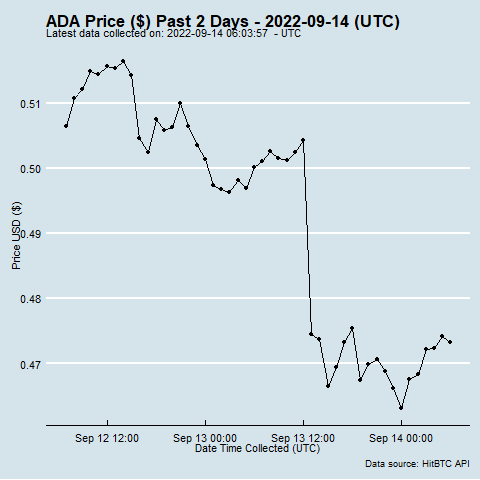 ADA Price ($) Past 2 Days - 2022-09-14 (UTC)
Latest data collected on: 2022-09-14 06:03:57 - UTC
Price USD ($)
0.51
0.50
0.49
0.48
0.47
Sep 12 12:00 Sep 13 00:00 Sep 13 12:00 Sep 14 00:00
Date Time Collected (UTC)
Data source: HitBTC API